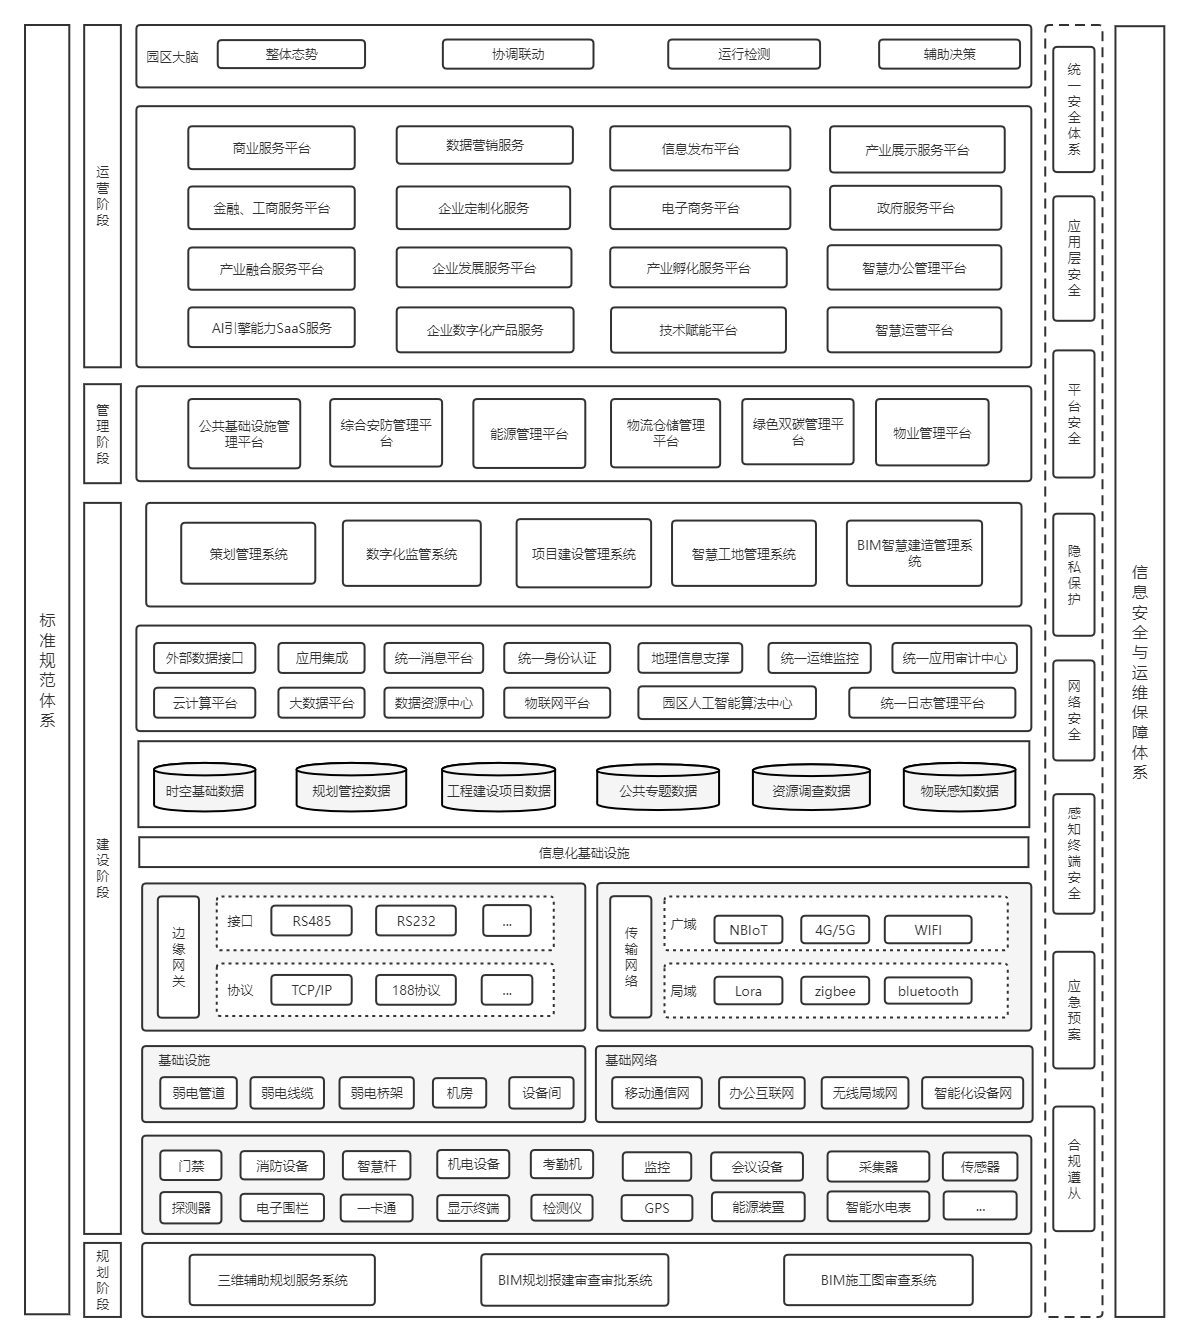 标准规范体系
运营阶段
园区大脑
整体态势
协调联动
运行检测
辅助决策
商业服务平台
数据营销服务
信息发布平台
产业展示服务平台
金融、工商服务平台
企业定制化服务
电子商务平台
政府服务平台
产业融合服务平台
企业发展服务平台
产业孵化服务平台
智慧办公管理平台
AI引擎能力SaaS服务
企业数字化产品服务
技术赋能平台
智慧运营平台
管理阶段
公共基础设施管
理平台
综合安防管理平
台
能源管理平台
物流仓储管理
平台
绿色双碳管理平
台
物业管理平台
建设阶段
策划管理系统
数字化监管系统
项目建设管理系统
智慧工地管理系统
BIM智慧建造管理系
统
外部数据接口
应用集成
统一消息平台
统一身份认证
地理信息支撑
统一运维监控
统一应用审计中心
云计算平台
大数据平台
数据资源中心
物联网平台
园区人工智能算法中心
统一日志管理平台
时空基础数据
规划管控数据
工程建设项目数据
公共专题数据
资源调查数据
物联感知数据
信息化基础设施
边缘网关
接口
RS485
RS232
...
协议
TCP/IP
188协议
...
传输网络
广域
NBIoT
4G/5G
WIFI
局域
Lora
zigbee
bluetooth
基础设施
弱电管道
弱电线缆
弱电桥架
机房
设备间
基础网络
移动通信网
办公互联网
无线局域网
智能化设备网
门禁
消防设备
智慧杆
机电设备
考勤机
监控
会议设备
采集器
传感器
探测器
电子围栏
一卡通
显示终端
检测仪
GPS
能源装置
智能水电表
...
规划阶段
三维辅助规划服务系统
BIM规划报建审查审批系统
BIM施工图审查系统
统一安全体系
应用层安全
平台安全
隐私保护
网络安全
感知终端安全
应急预案
合规遵从
信息安全与运维保障体系